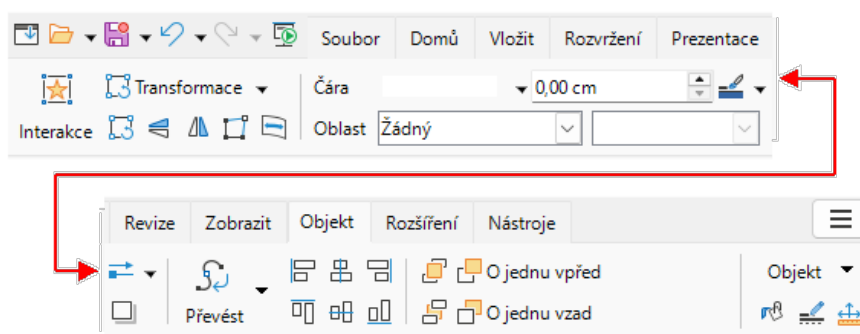 Soubor Domů Vložit Rozvržení Prezentace
Transformace Čára 0,00 cm
Interakce Oblast Žádný
Revize Zobrazit Objekt Rozšíření Nástroje
O jednu vpřed Objekt
Převést O jednu vzad